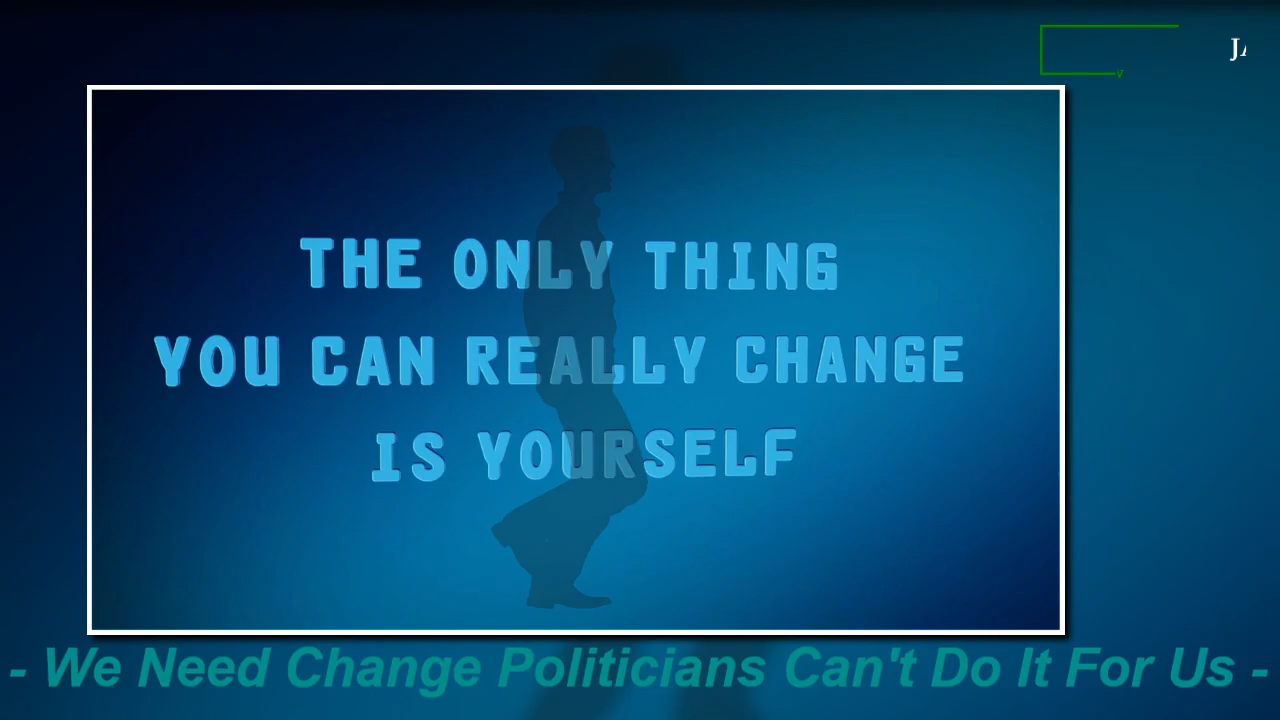 THE ONLY THING
YOU CAN REALLY CHANGE
IS YOURSELF
- We Need Change Politicians Can't Do It For Us -